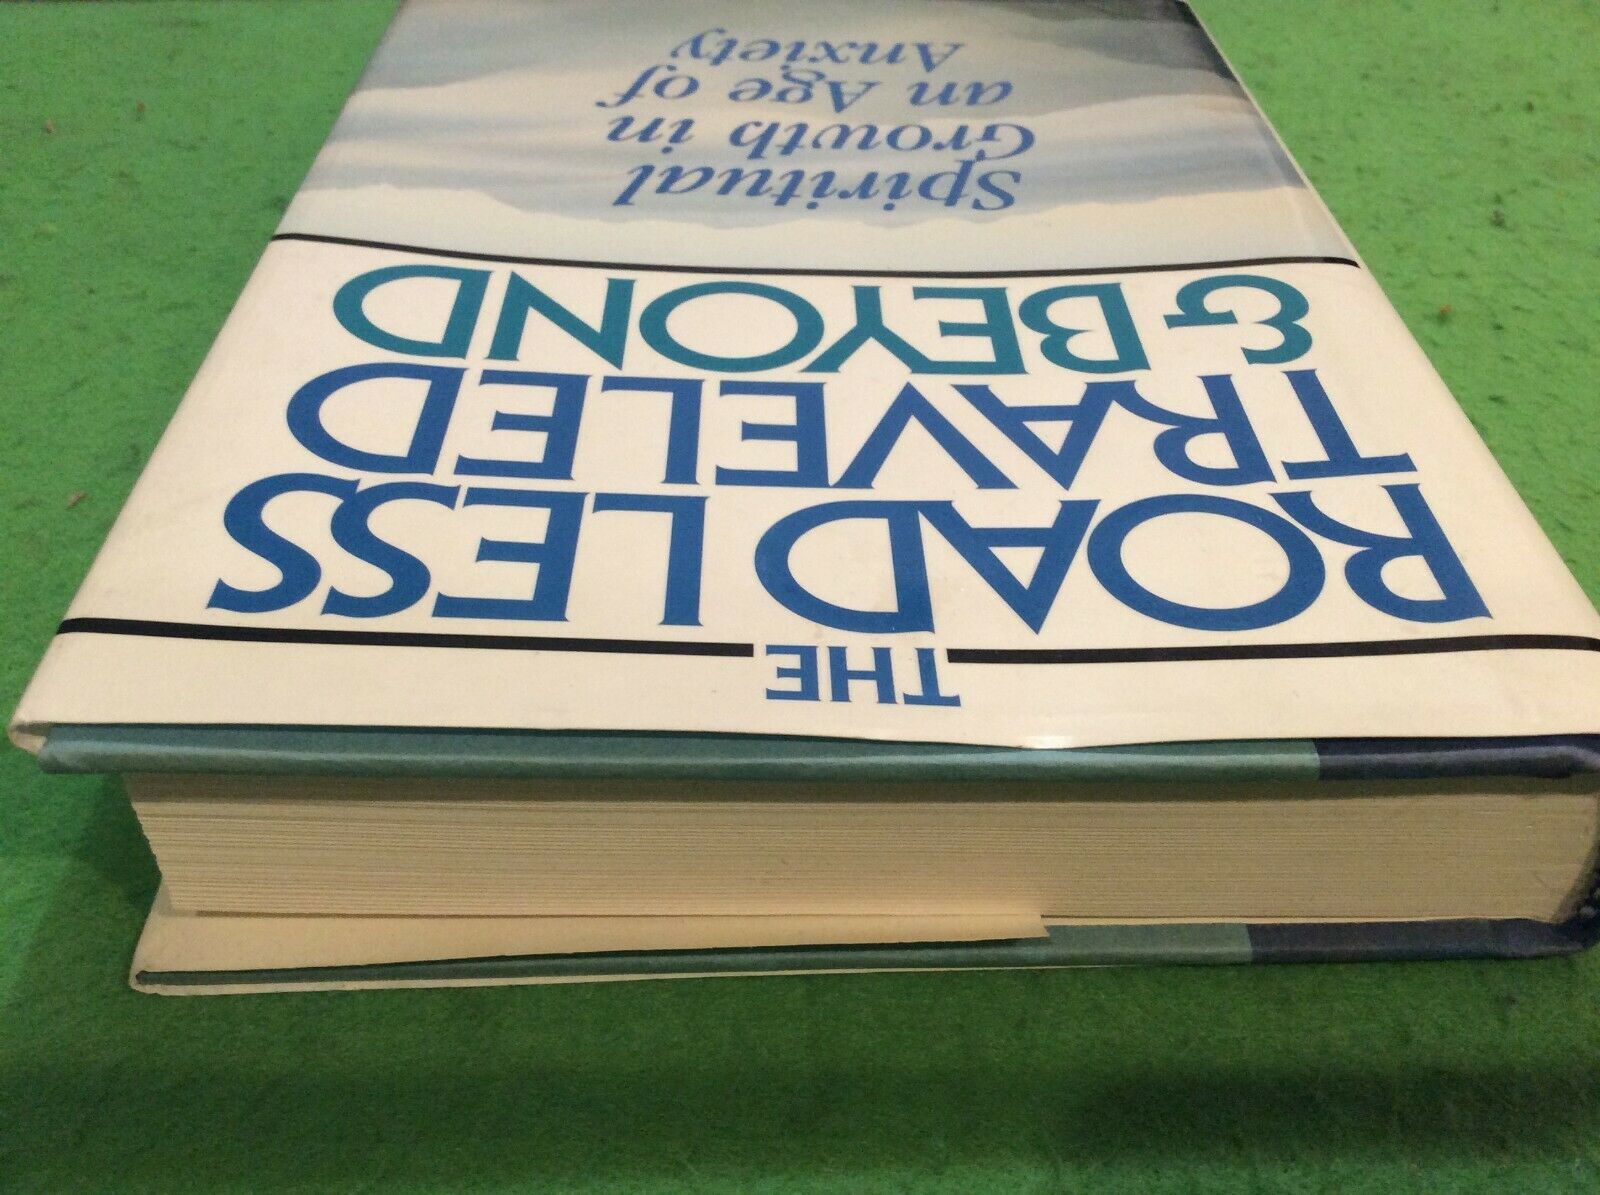 THE
ROAD LESS
TRAVELED
& BEYOND
Spiritual
Growth in
an Age of
Anxiety